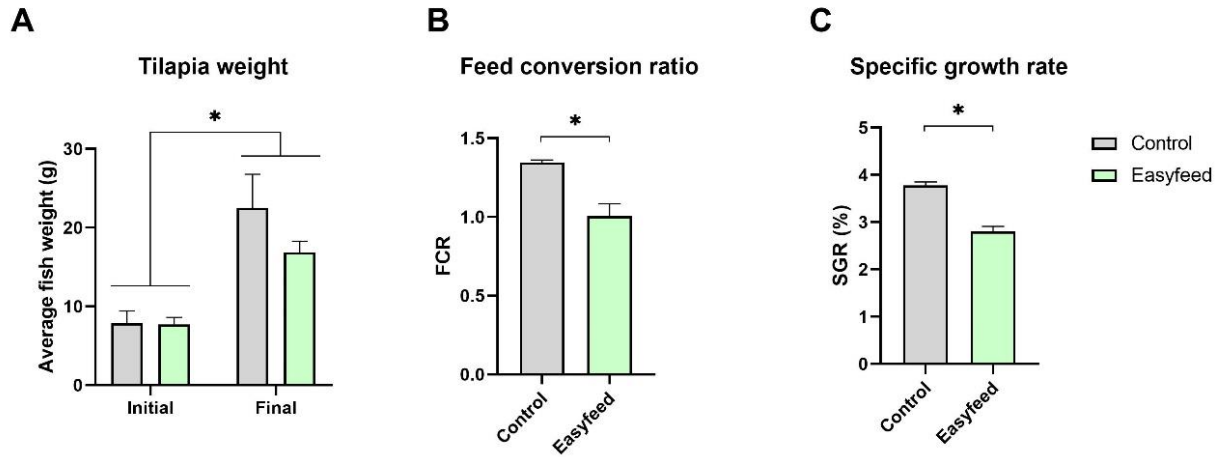 A
Tilapia weight
*
Average fish weight (g)
30
20
10
0
Initial
Final
B
Feed conversion ratio
*
FCR
1.5
1.0
0.5
0.0
Control
Easyfeed
C
Specific growth rate
*
SGR (%)
5
4
3
2
1
0
Control
Easyfeed
Control
Easyfeed